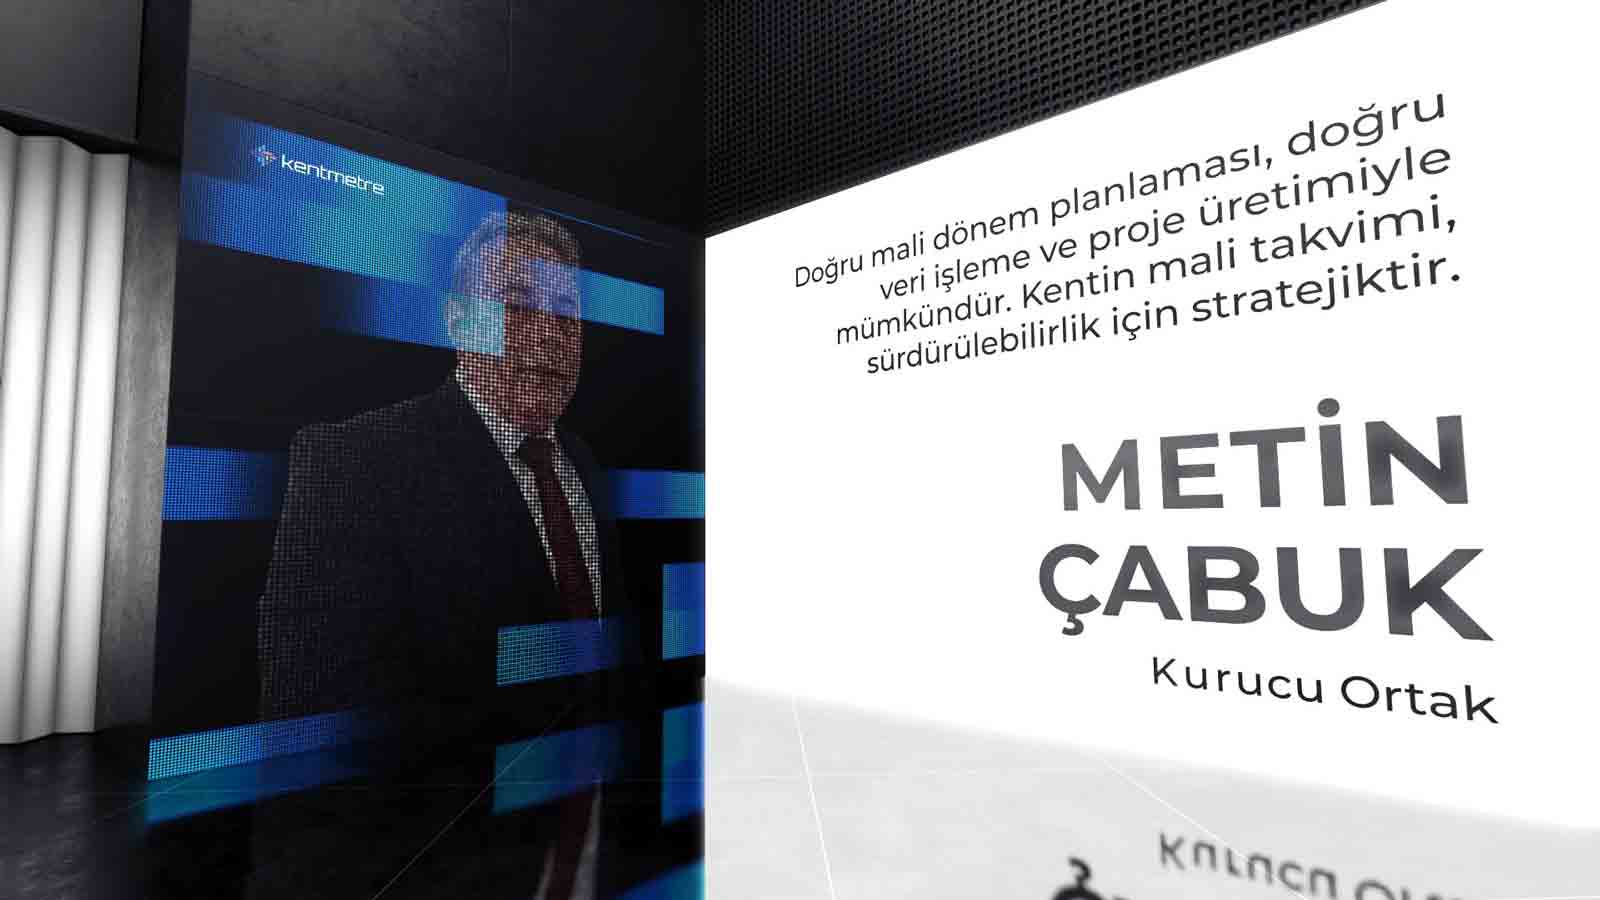 kentmetre
Doğru mali dönem planlaması, doğru
veri işleme ve proje üretimiyle
mümkündür. Kentin mali takvimi,
sürdürülebilirlik için stratejiktir.
METİN
ÇABUK
Kurucu Ortak